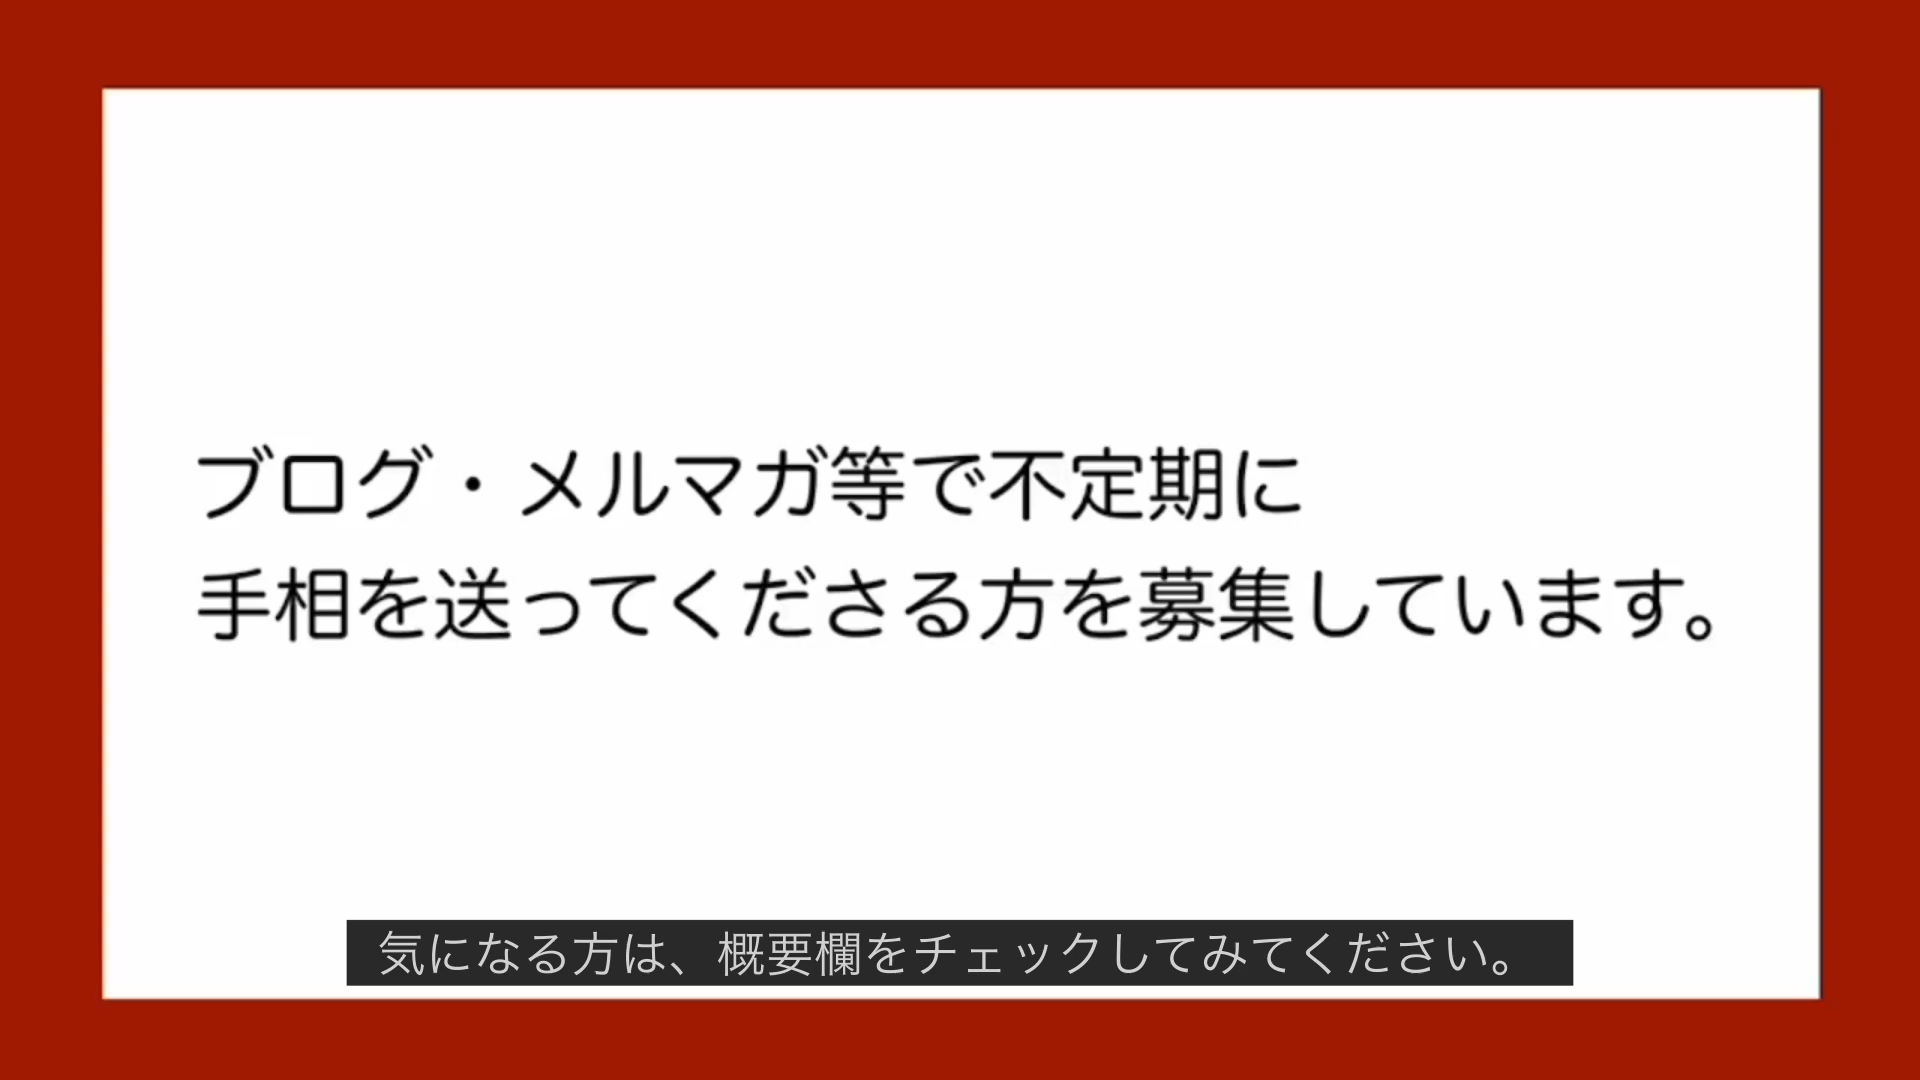 ブログ・メルマガ等で不定期に
手相を送ってくださる方を募集しています。
気になる方は、概要欄をチェックしてみてください。